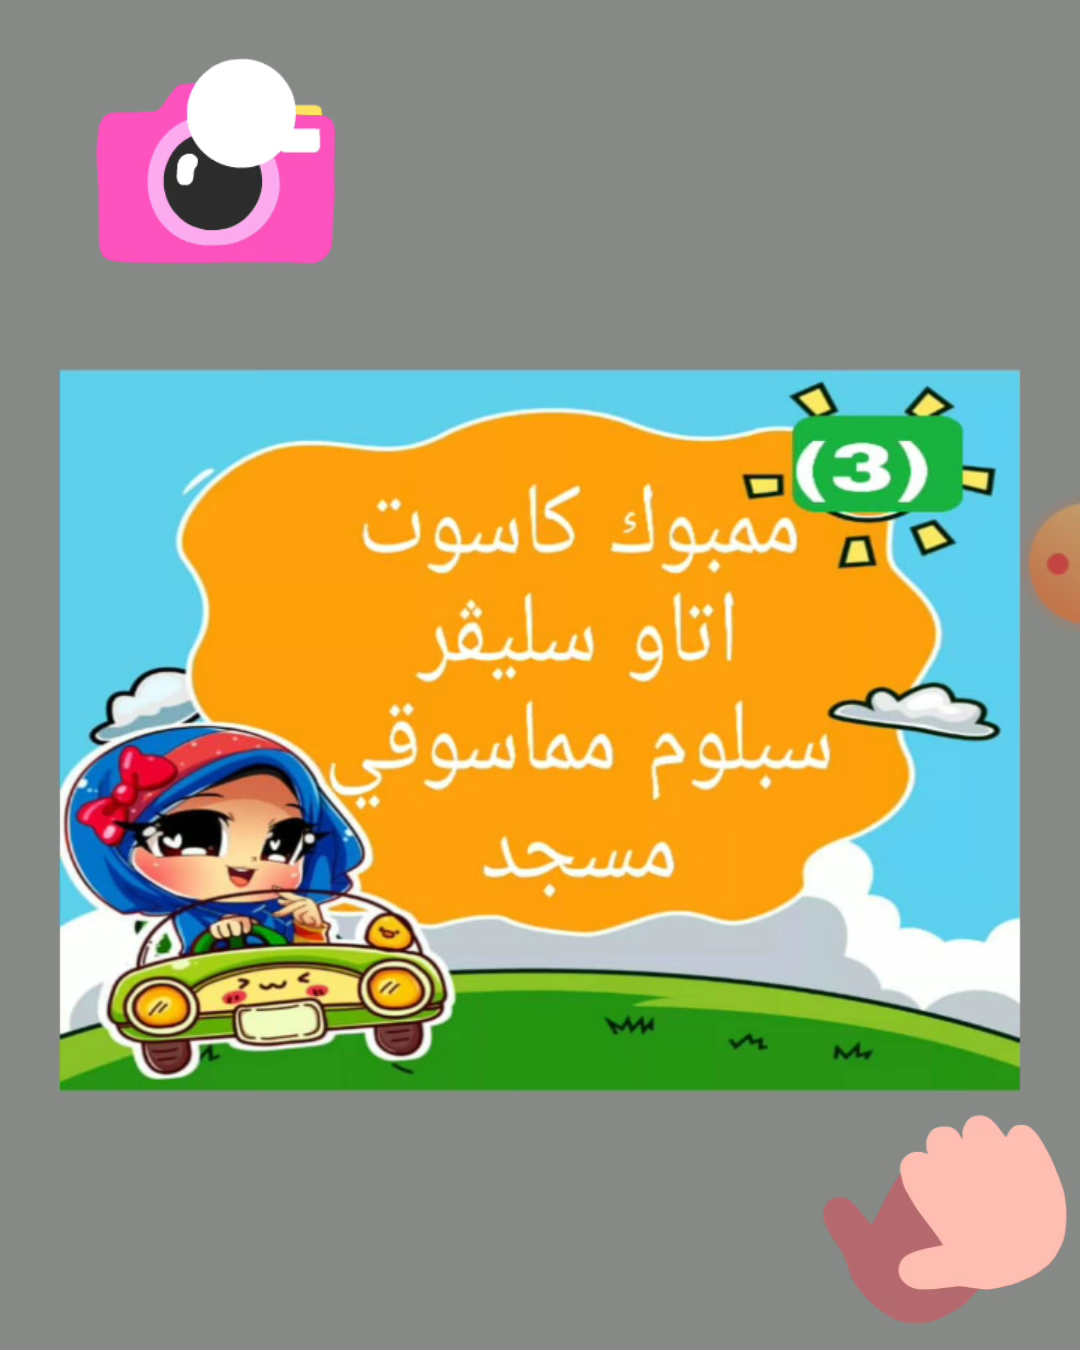 (3)
ممبوك كاسوت
اتاو سليڤر
سبلوم مماسوقي
مسجد